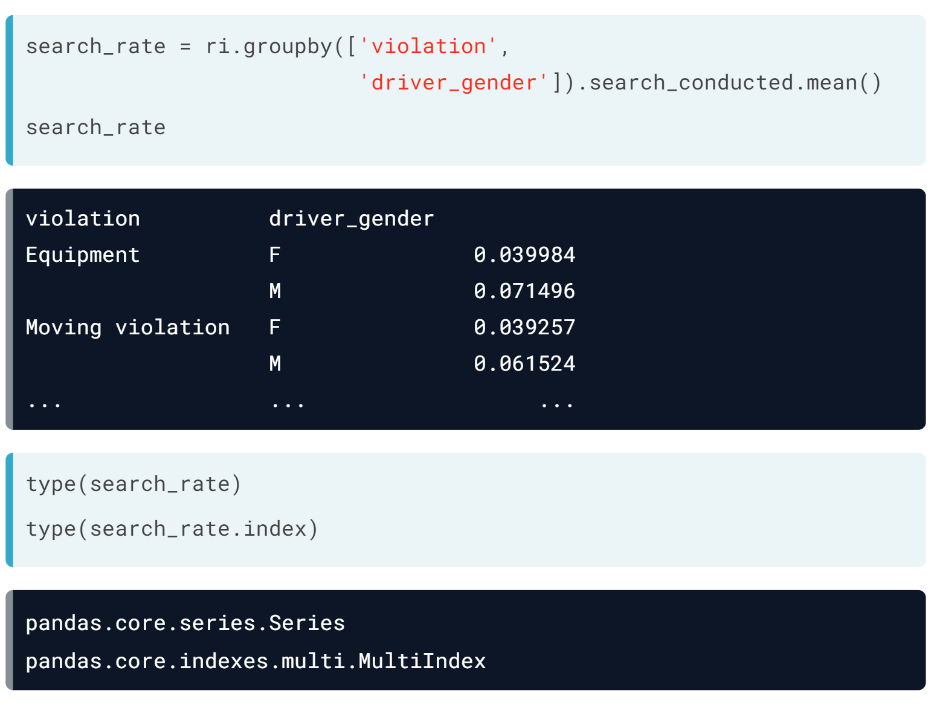 search_rate = ri.groupby(['violation',
                          'driver_gender']).search_conducted.mean()
search_rate
violation          driver_gender
Equipment          F               0.039984
                   M               0.071496
Moving violation   F               0.039257
                   M               0.061524
...                ...                  ...
type(search_rate)
type(search_rate.index)
pandas.core.series.Series
pandas.core.indexes.multi.MultiIndex